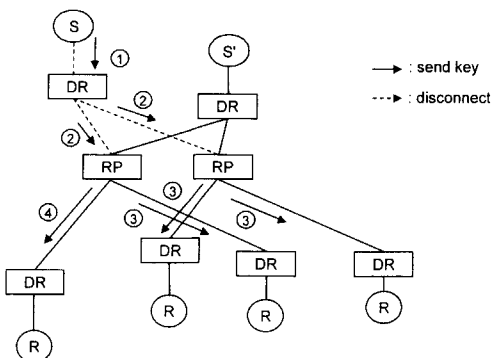 S
①
S'
: send key
DR
②
DR
: disconnect
②
RP
RP
④
③
③
③
DR
DR
DR
DR
R
R
R
R